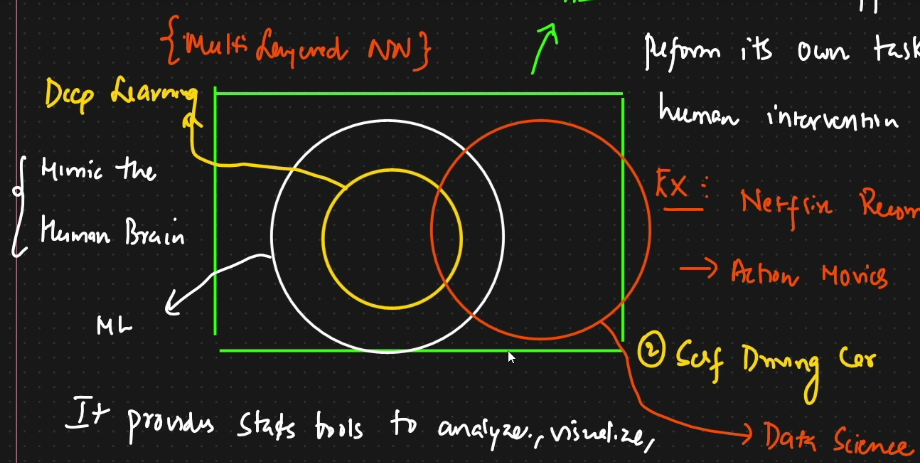 {Multi Layered NN}
Deep Learning
Mimic the
Human Brain
ML
peform its own task
human intervention
Ex:
Netflix Recom
→ Action Movies
② Self Driving Car
→ Data Science
It provides stats tools to analyze, visualize,